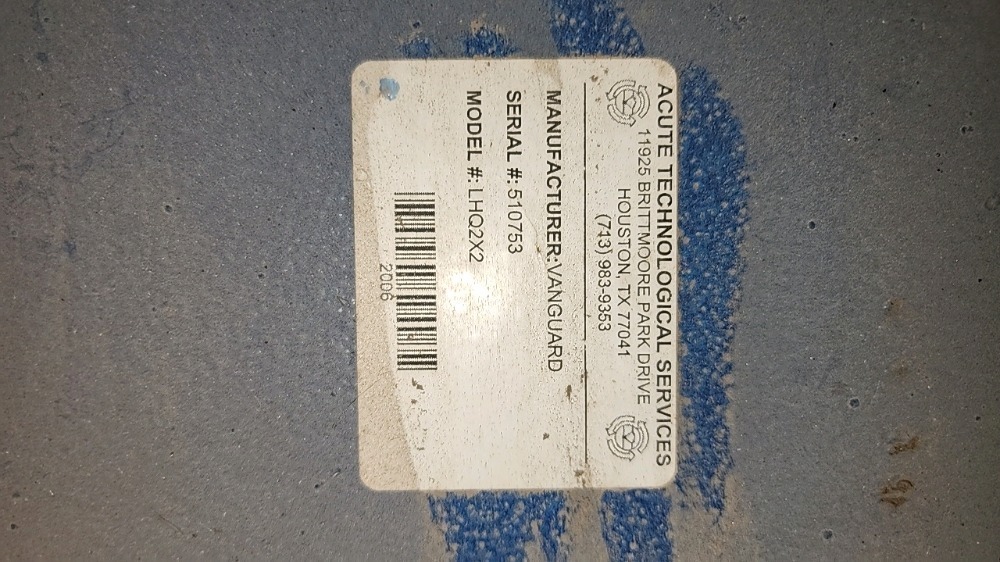 ACUTE TECHNOLOGICAL SERVICES
11925 BRITTMOORE PARK DRIVE
HOUSTON, TX 77041
(713) 983-9353
MANUFACTURER:VANGUARD
SERIAL #: 510753
MODEL #: LHQ2X2
2006